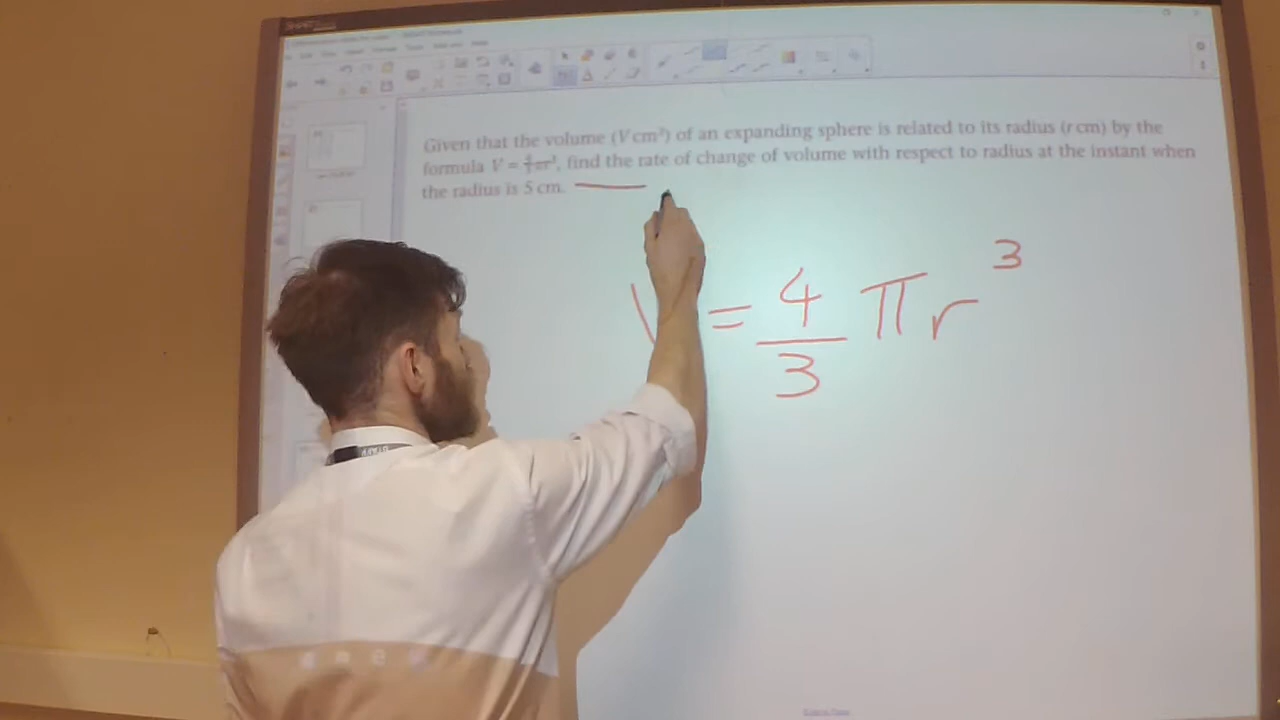 Given that the volume (V cm³) of an expanding sphere is related to its radius (r cm) by the
formula V = 4/3 πr³, find the rate of change of volume with respect to radius at the instant when
the radius is 5 cm.
V = 4/3 π r³